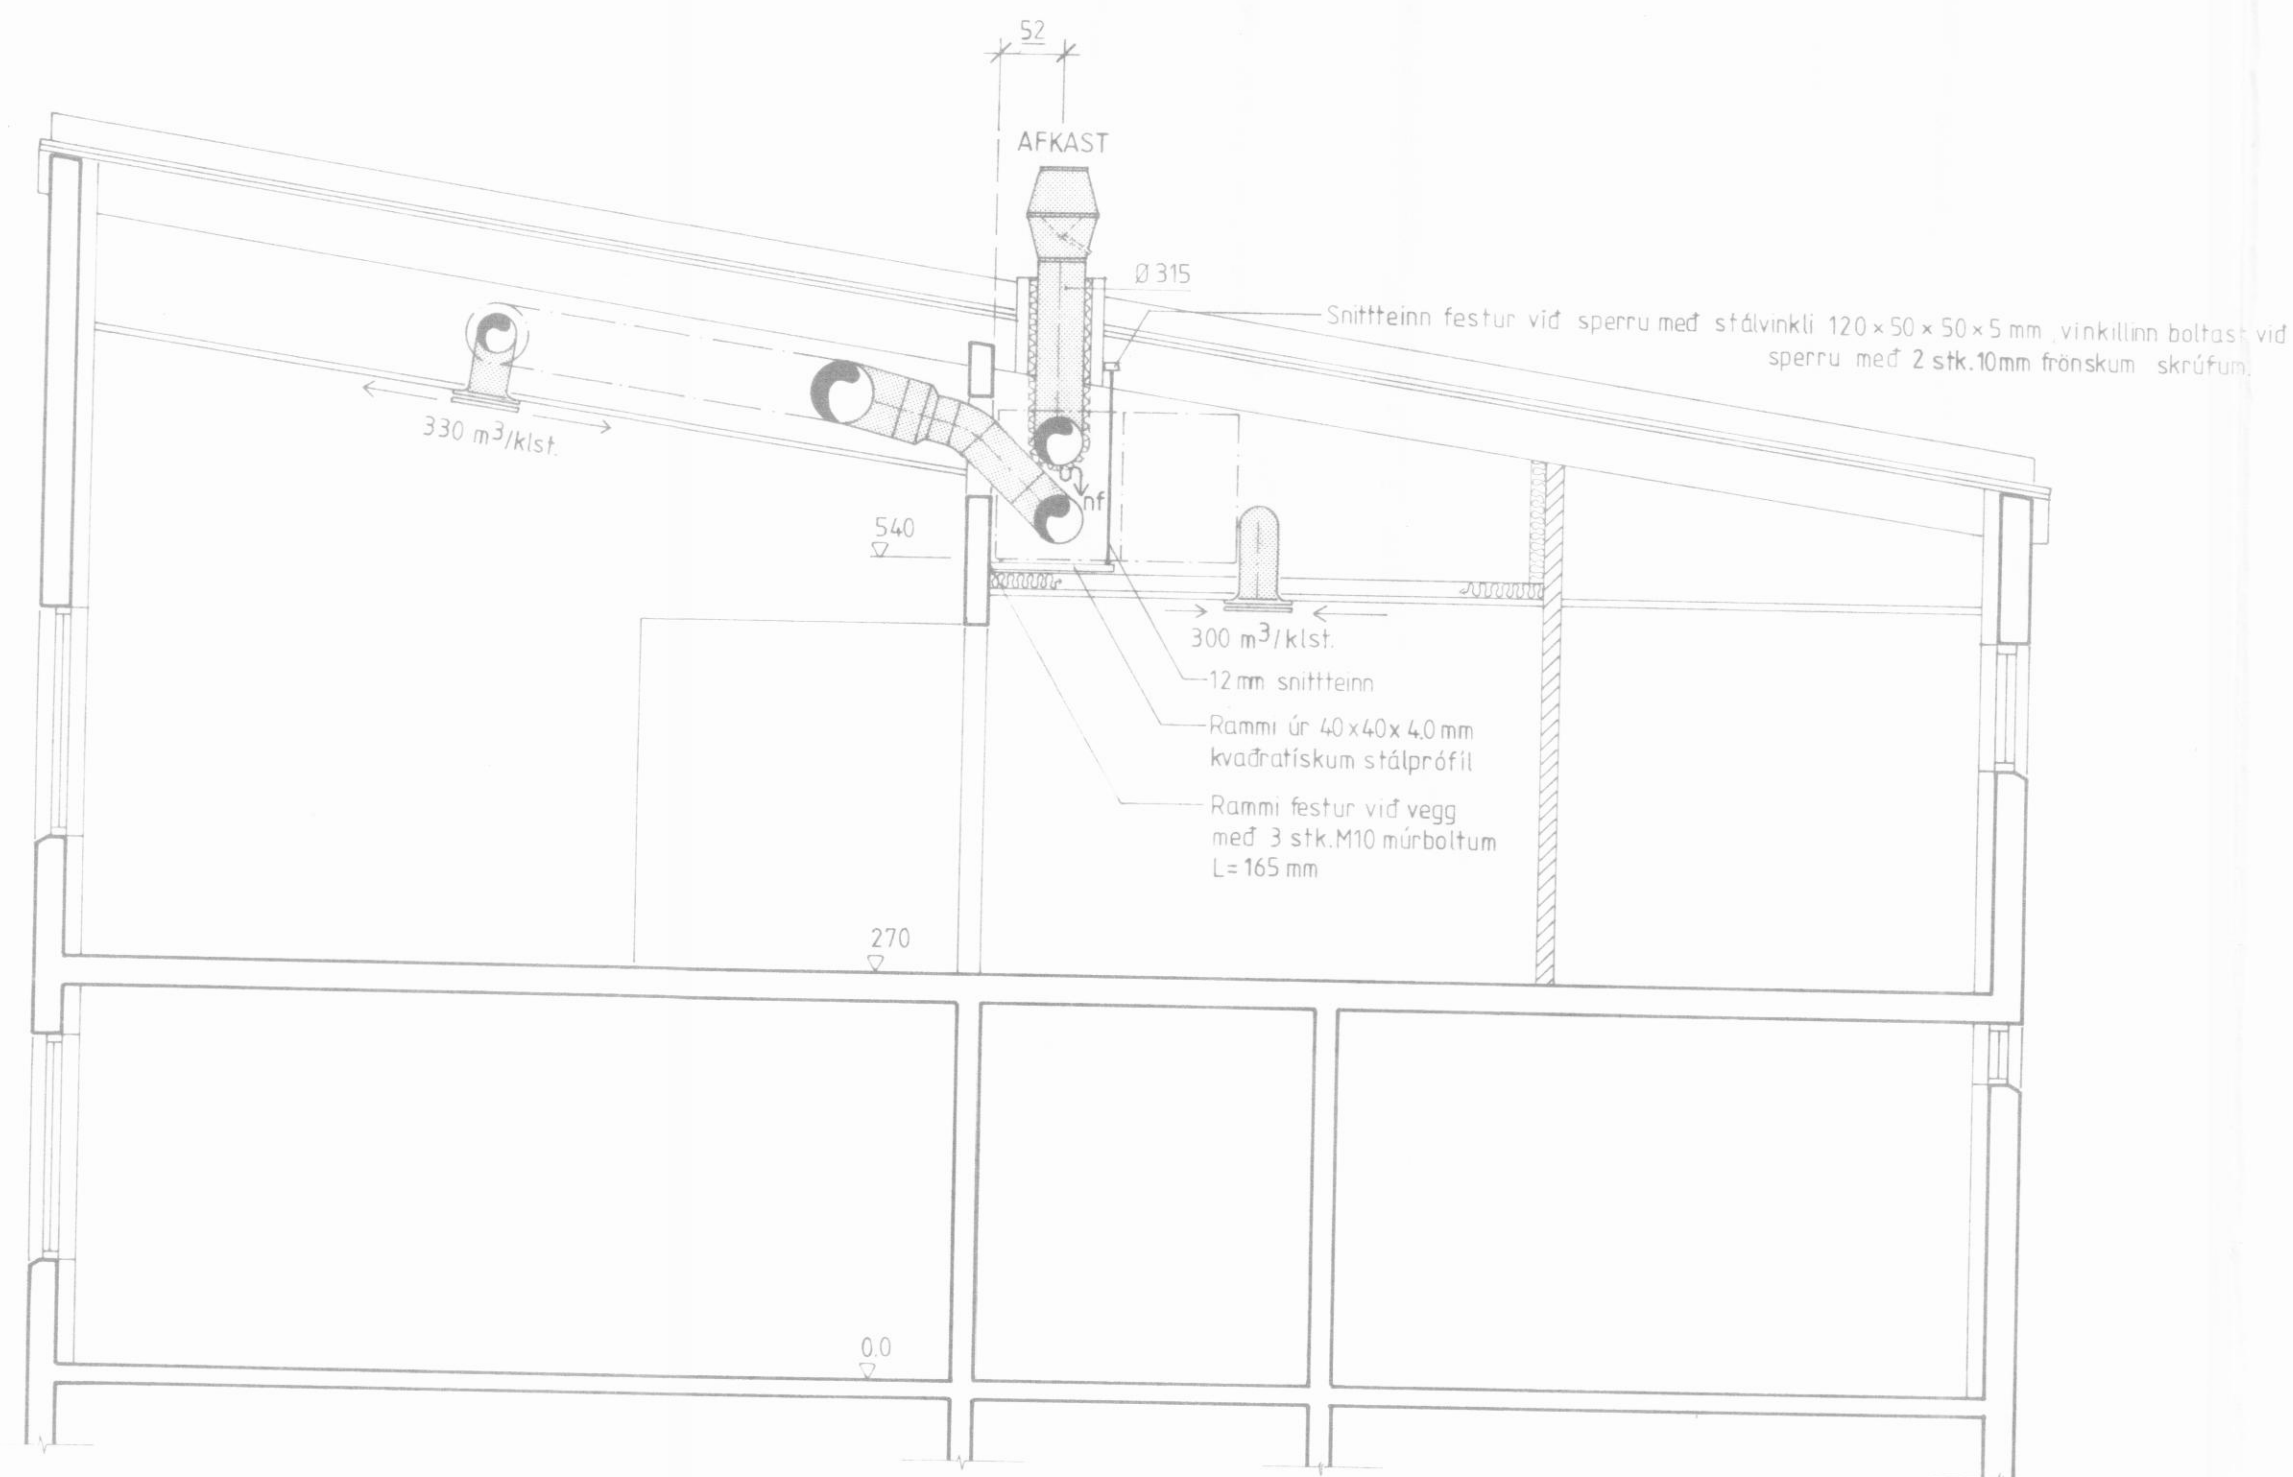 52
AFKAST
Ø 315
Snittteinn festur við sperru með stálvinkli 120 × 50 × 50 × 5 mm, vinkillinn boltast við
sperru með 2 stk. 10mm frönskum skrúfum.
330 m³/klst.
nf
540
300 m³/klst.
12 mm snittteinn
Rammi úr 40 x 40 x 4.0 mm
kvaðratískum stálprófíl
Rammi festur við vegg
með 3 stk. M10 múrboltum
L= 165 mm
270
0.0